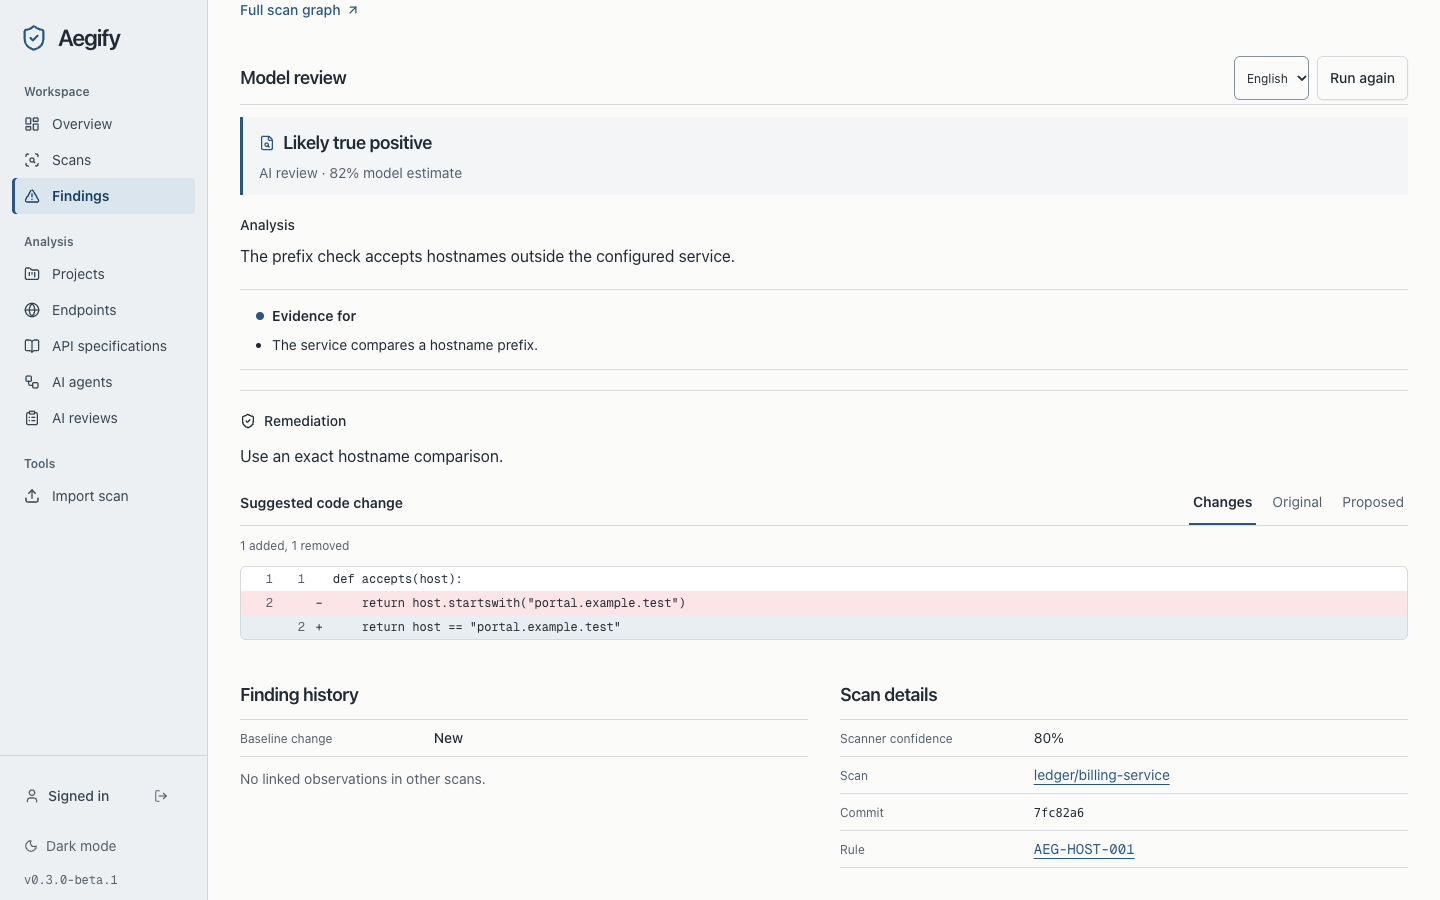 Aegify
Workspace
Overview
Scans
Findings
Analysis
Projects
Endpoints
API specifications
AI agents
AI reviews
Tools
Import scan
Signed in
Dark mode
v0.3.0-beta.1
Full scan graph
Model review
English
Run again
Likely true positive
AI review · 82% model estimate
Analysis
The prefix check accepts hostnames outside the configured service.
Evidence for
• The service compares a hostname prefix.
Remediation
Use an exact hostname comparison.
Suggested code change
Changes Original Proposed
1 added, 1 removed
1 1 def accepts(host):
2 − return host.startswith("portal.example.test")
2 + return host == "portal.example.test"
Finding history
Baseline change New
No linked observations in other scans.
Scan details
Scanner confidence 80%
Scan ledger/billing-service
Commit 7fc82a6
Rule AEG-HOST-001